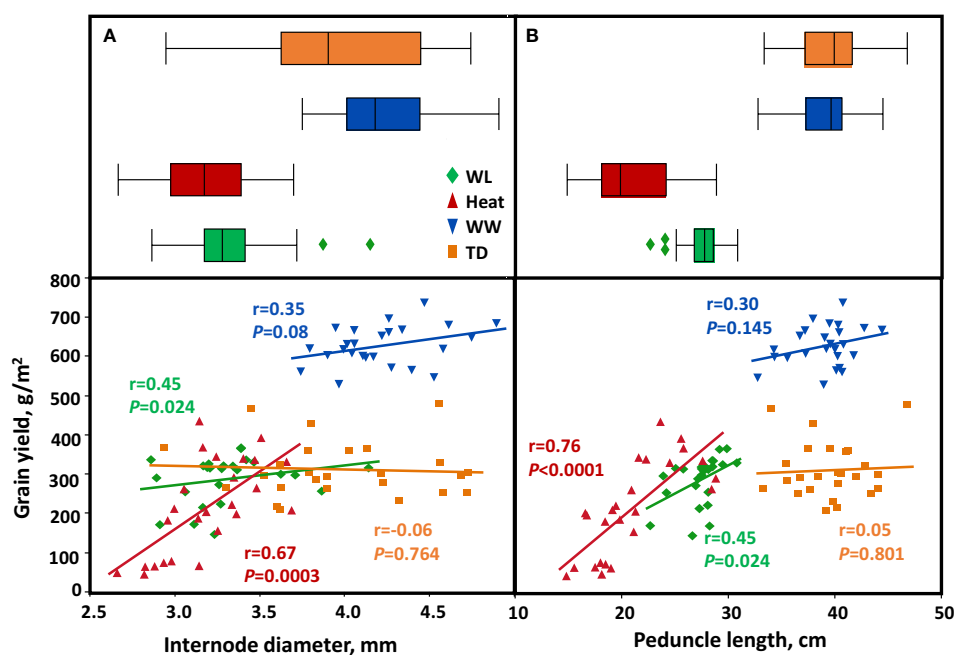 A
B
WL
Heat
WW
TD
800
700
600
500
400
300
200
100
0
Grain yield, g/m²
r=0.35
P=0.08
r=0.45
P=0.024
r=-0.06
P=0.764
r=0.67
P=0.0003
2.5 3.0 3.5 4.0 4.5
Internode diameter, mm
r=0.30
P=0.145
r=0.76
P<0.0001
r=0.45
P=0.024
r=0.05
P=0.801
10 20 30 40 50
Peduncle length, cm